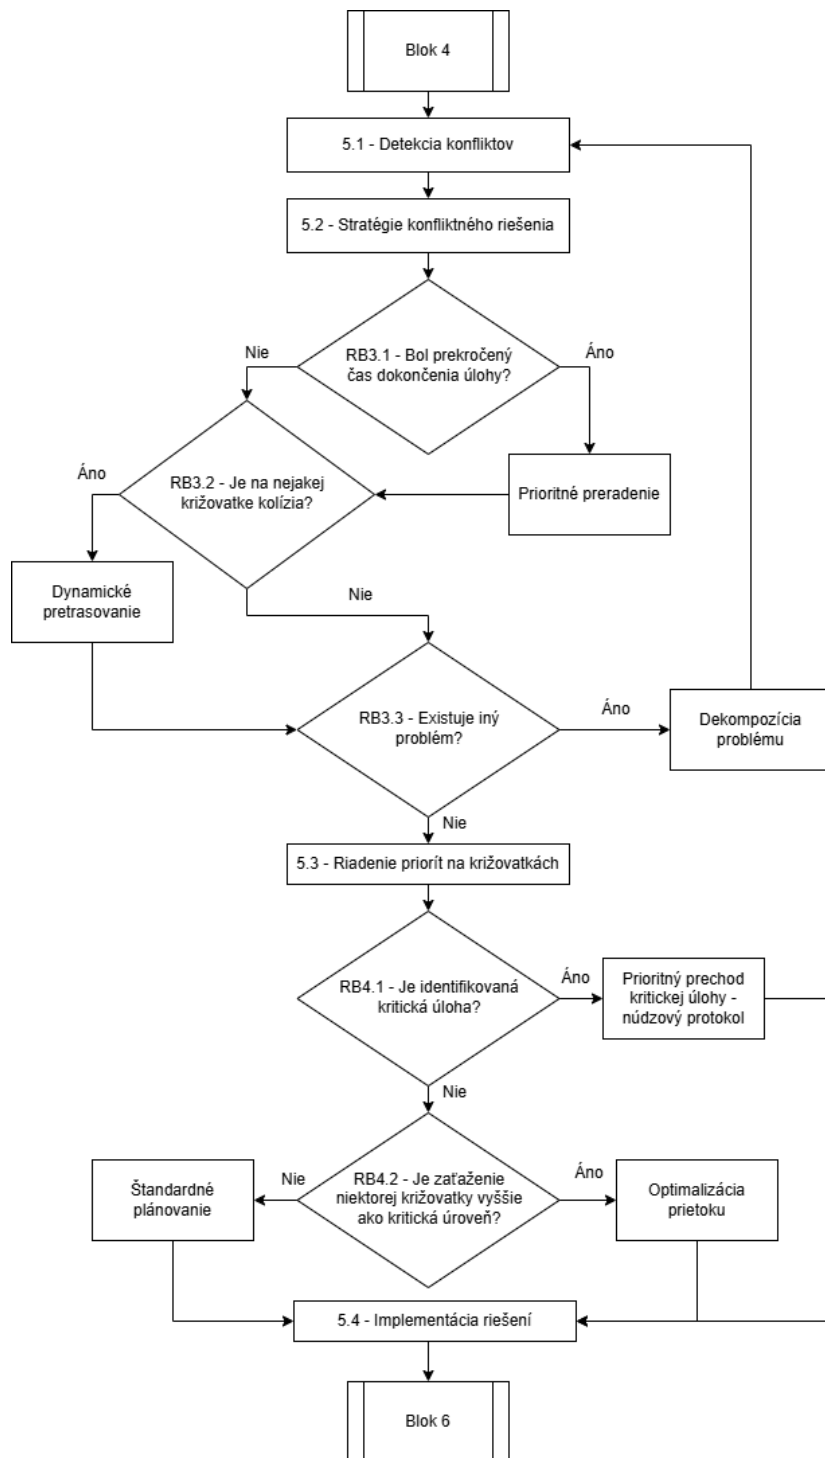 Blok 4
5.1 - Detekcia konfliktov
5.2 - Stratégie konfliktného riešenia
RB3.1 - Bol prekročený
čas dokončenia úlohy?
Nie
Áno
Prioritné preradenie
RB3.2 - Je na nejakej
križovatke kolízia?
Áno
Dynamické
pretrasovanie
Nie
RB3.3 - Existuje iný
problém?
Áno
Dekompozícia
problému
Nie
5.3 - Riadenie priorít na križovatkách
RB4.1 - Je identifikovaná
kritická úloha?
Áno
Prioritný prechod
kritickej úlohy -
núdzový protokol
Nie
RB4.2 - Je zaťaženie
niektorej križovatky vyššie
ako kritická úroveň?
Nie
Štandardné
plánovanie
Áno
Optimalizácia
prietoku
5.4 - Implementácia riešení
Blok 6